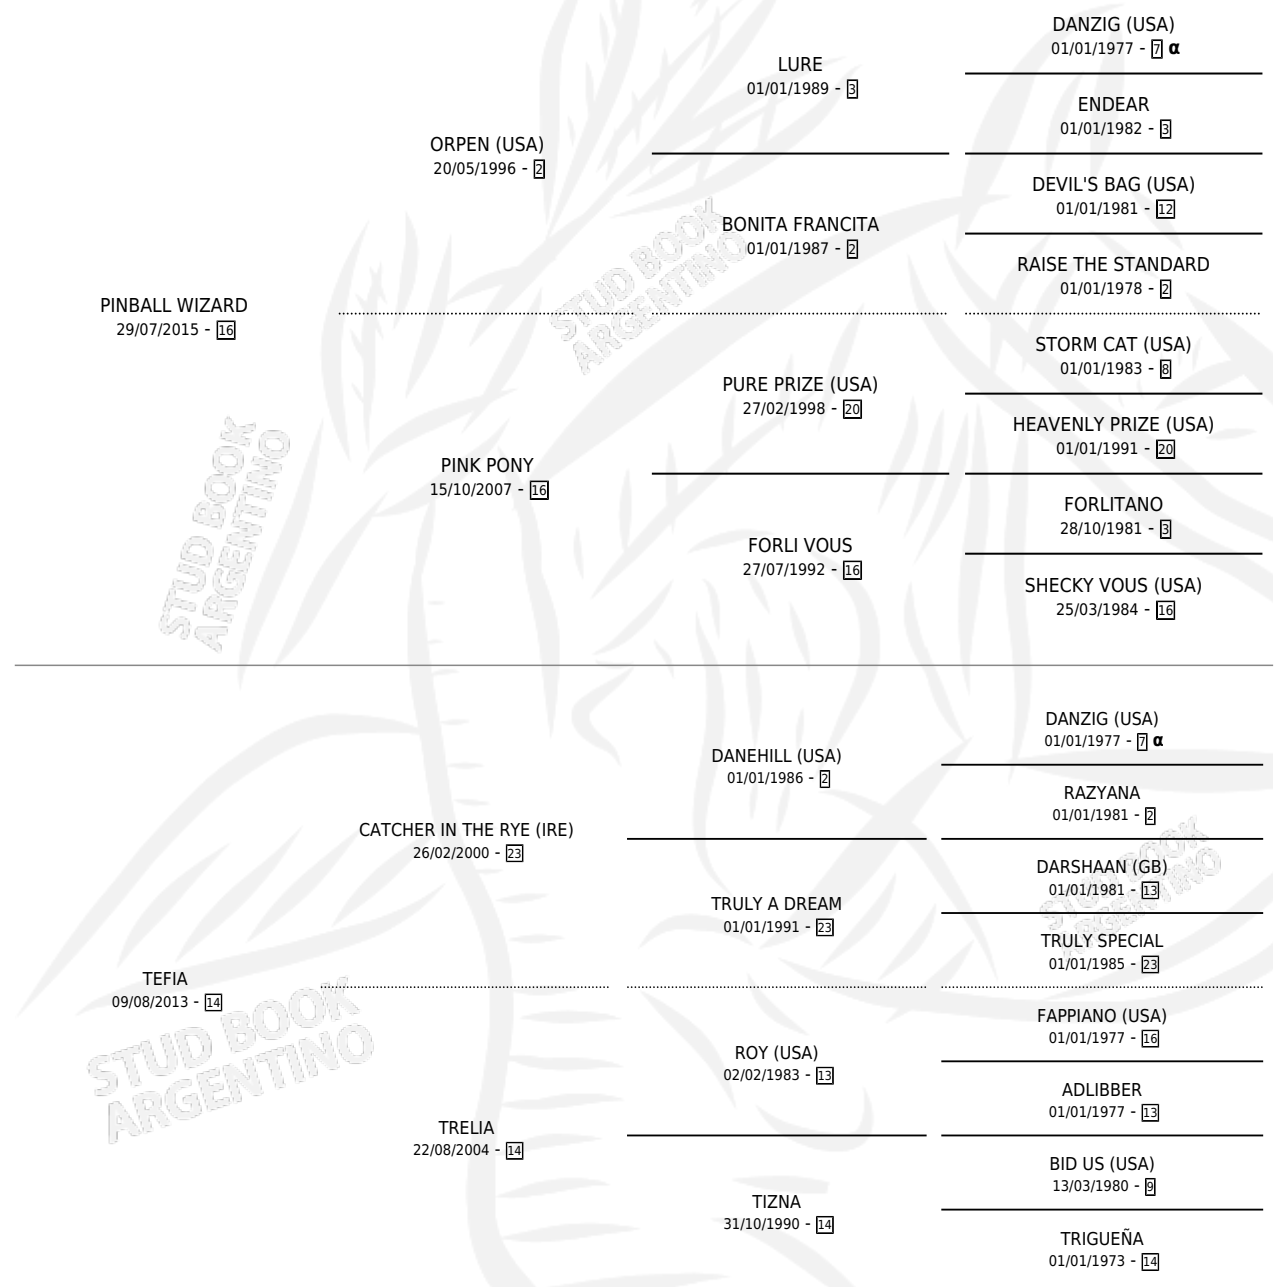 DANZIG (USA)
01/01/1977 - 7 α
LURE
01/01/1989 - 3
ENDEAR
01/01/1982 - 3
ORPEN (USA)
20/05/1996 - 2
DEVIL'S BAG (USA)
01/01/1981 - 12
BONITA FRANCITA
01/01/1987 - 2
RAISE THE STANDARD
01/01/1978 - 2
PINBALL WIZARD
29/07/2015 - 16
STORM CAT (USA)
01/01/1983 - 8
PURE PRIZE (USA)
27/02/1998 - 20
HEAVENLY PRIZE (USA)
01/01/1991 - 20
PINK PONY
15/10/2007 - 16
FORLITANO
28/10/1981 - 3
FORLI VOUS
27/07/1992 - 16
SHECKY VOUS (USA)
25/03/1984 - 16
STUD BOOK
ARGENTINO
STUD BOOK
ARGENTINO
DANZIG (USA)
01/01/1977 - 7 α
DANEHILL (USA)
01/01/1986 - 2
RAZYANA
01/01/1981 - 2
CATCHER IN THE RYE (IRE)
26/02/2000 - 23
DARSHAAN (GB)
01/01/1981 - 13
TRULY A DREAM
01/01/1991 - 23
TRULY SPECIAL
01/01/1985 - 23
TEFIA
09/08/2013 - 14
FAPPIANO (USA)
01/01/1977 - 16
ROY (USA)
02/02/1983 - 13
ADLIBBER
01/01/1977 - 13
TRELIA
22/08/2004 - 14
BID US (USA)
13/03/1980 - 9
TIZNA
31/10/1990 - 14
TRIGUEÑA
01/01/1973 - 14
STUD BOOK
ARGENTINO
STUD BOOK
ARGENTINO